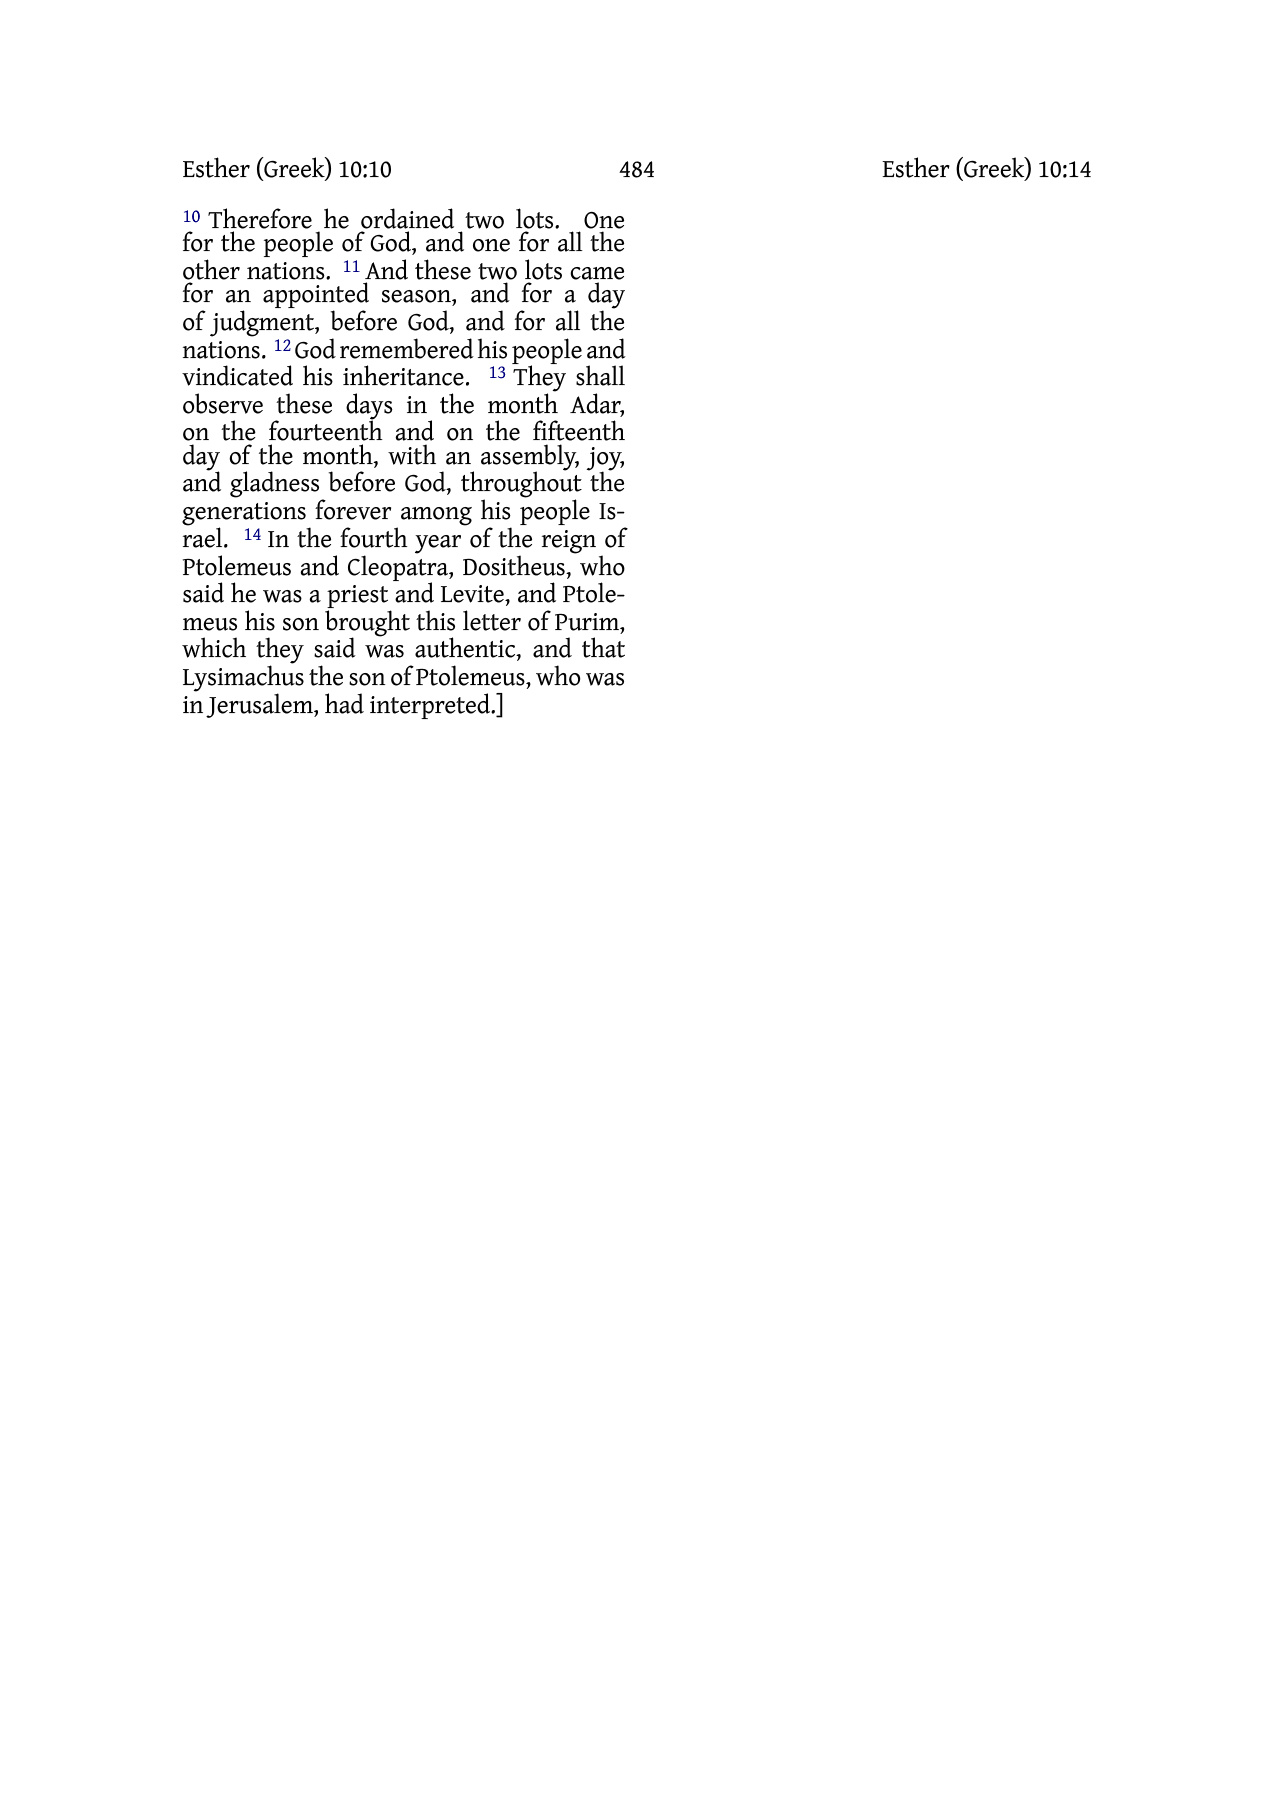 Esther (Greek) 10:10 484 Esther (Greek) 10:14
10 Therefore he ordained two lots. One
for the people of God, and one for all the
other nations. 11 And these two lots came
for an appointed season, and for a day
of judgment, before God, and for all the
nations. 12 God remembered his people and
vindicated his inheritance. 13 They shall
observe these days in the month Adar,
on the fourteenth and on the fifteenth
day of the month, with an assembly, joy,
and gladness before God, throughout the
generations forever among his people Is-
rael. 14 In the fourth year of the reign of
Ptolemeus and Cleopatra, Dositheus, who
said he was a priest and Levite, and Ptole-
meus his son brought this letter of Purim,
which they said was authentic, and that
Lysimachus the son of Ptolemeus, who was
in Jerusalem, had interpreted.]